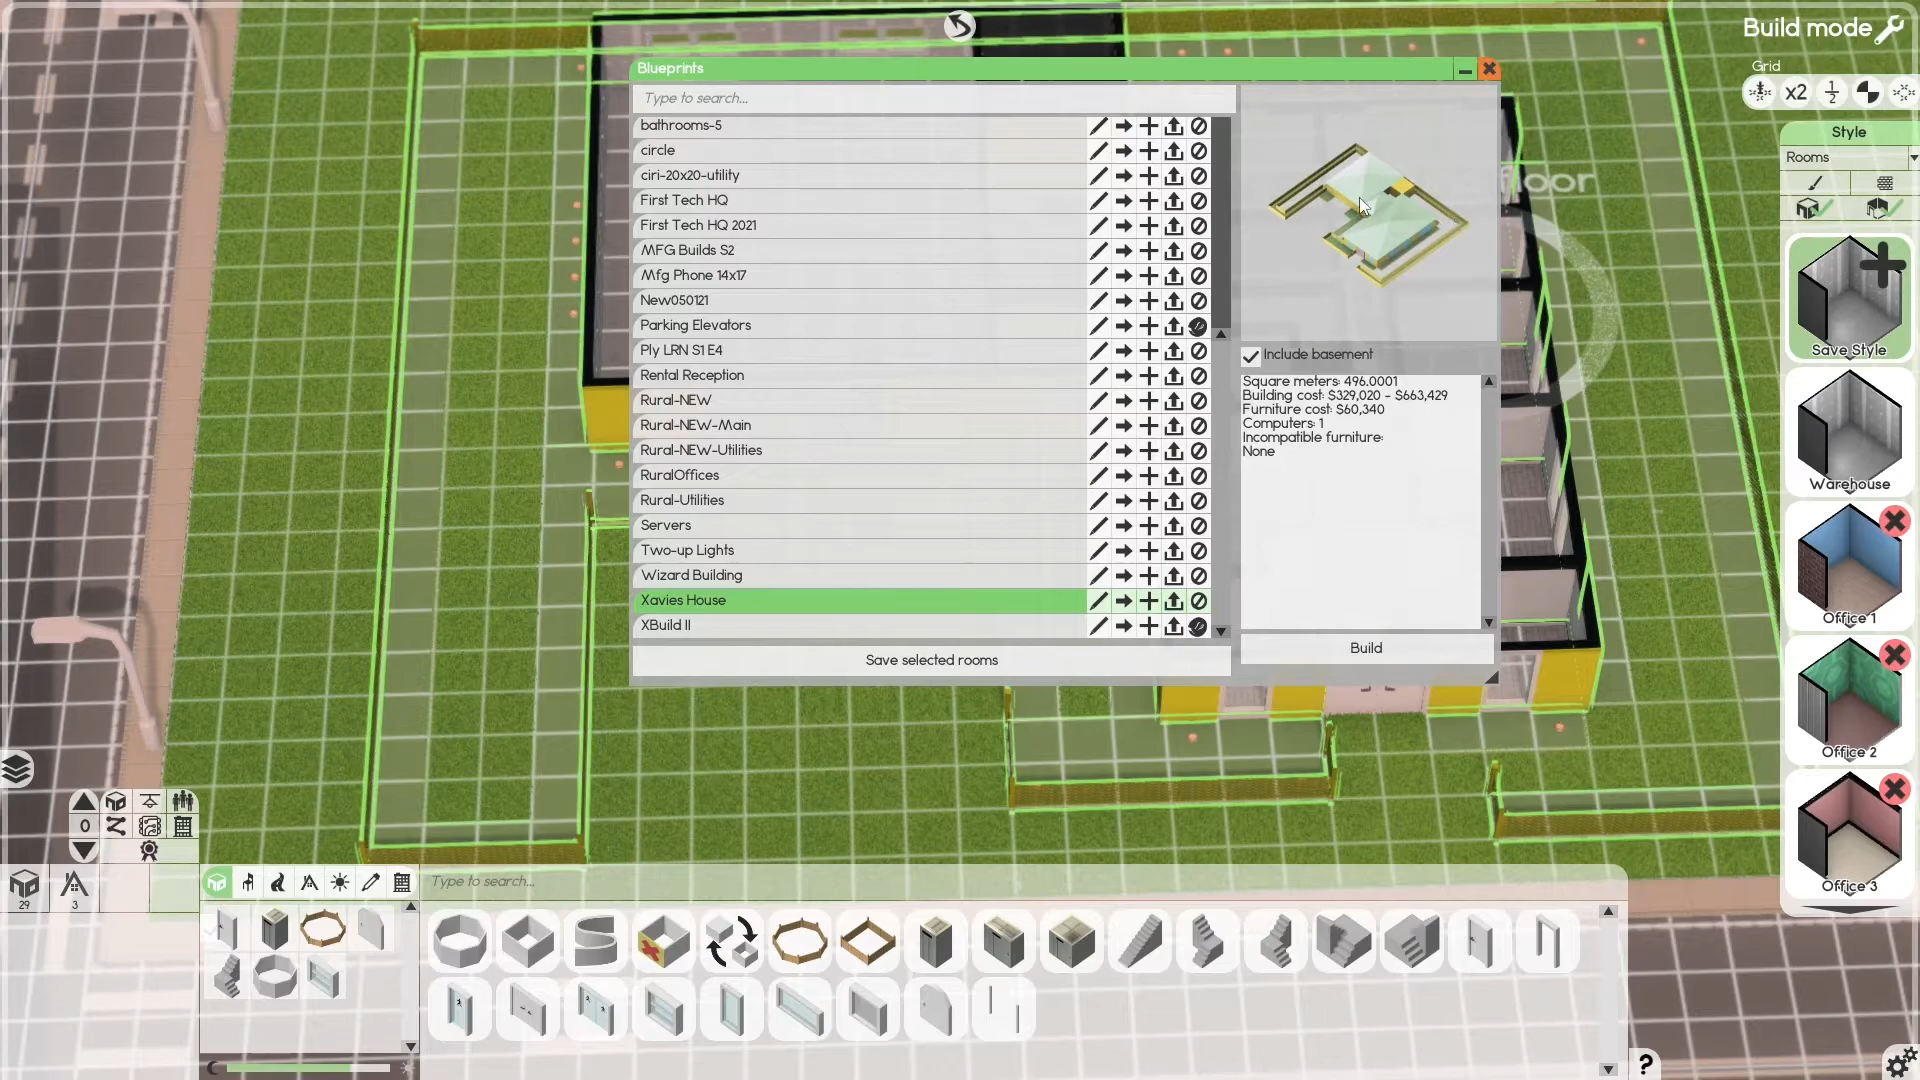 Build mode
Grid
x2
1/2
Style
Rooms
Save Style
Warehouse
Office 1
Office 2
Office 3
floor
Blueprints
Type to search...
bathrooms-5
circle
ciri-20x20-utility
First Tech HQ
First Tech HQ 2021
MFG Builds S2
Mfg Phone 14x17
New050121
Parking Elevators
Ply LRN S1 E4
Rental Reception
Rural-NEW
Rural-NEW-Main
Rural-NEW-Utilities
RuralOffices
Rural-Utilities
Servers
Two-up Lights
Wizard Building
Xavies House
XBuild II
Save selected rooms
Include basement
Square meters: 496.0001
Building cost: $329,020 - $663,429
Furniture cost: $60,340
Computers: 1
Incompatible furniture:
None
Build
0
29
3
Type to search...
?